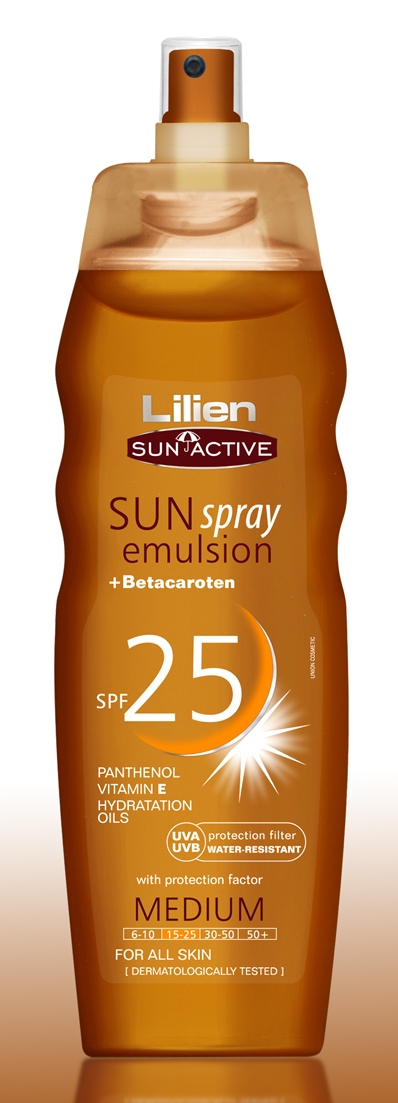 Lilien
SUN ACTIVE
SUN spray
emulsion
+Betacaroten
SPF 25
UNION COSMETIC
PANTHENOL
VITAMIN E
HYDRATATION
OILS
UVA protection filter
UVB WATER-RESISTANT
with protection factor
MEDIUM
6-10 15-25 30-50 50+
FOR ALL SKIN
[ DERMATOLOGICALLY TESTED ]